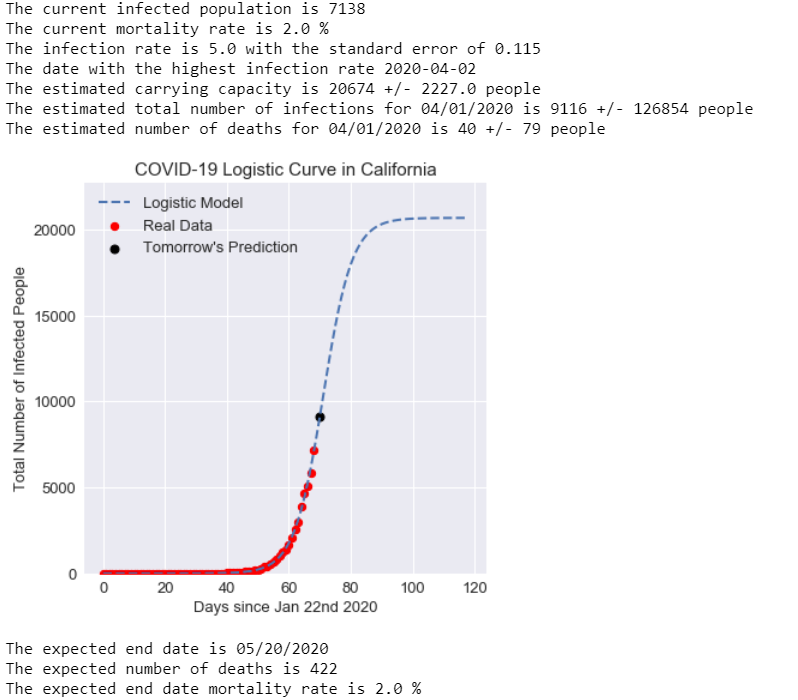 The current infected population is 7138
The current mortality rate is 2.0 %
The infection rate is 5.0 with the standard error of 0.115
The date with the highest infection rate 2020-04-02
The estimated carrying capacity is 20674 +/- 2227.0 people
The estimated total number of infections for 04/01/2020 is 9116 +/- 126854 people
The estimated number of deaths for 04/01/2020 is 40 +/- 79 people
COVID-19 Logistic Curve in California
Logistic Model
Real Data
Tomorrow's Prediction
Total Number of Infected People
20000
15000
10000
5000
0
0 20 40 60 80 100 120
Days since Jan 22nd 2020
The expected end date is 05/20/2020
The expected number of deaths is 422
The expected end date mortality rate is 2.0 %